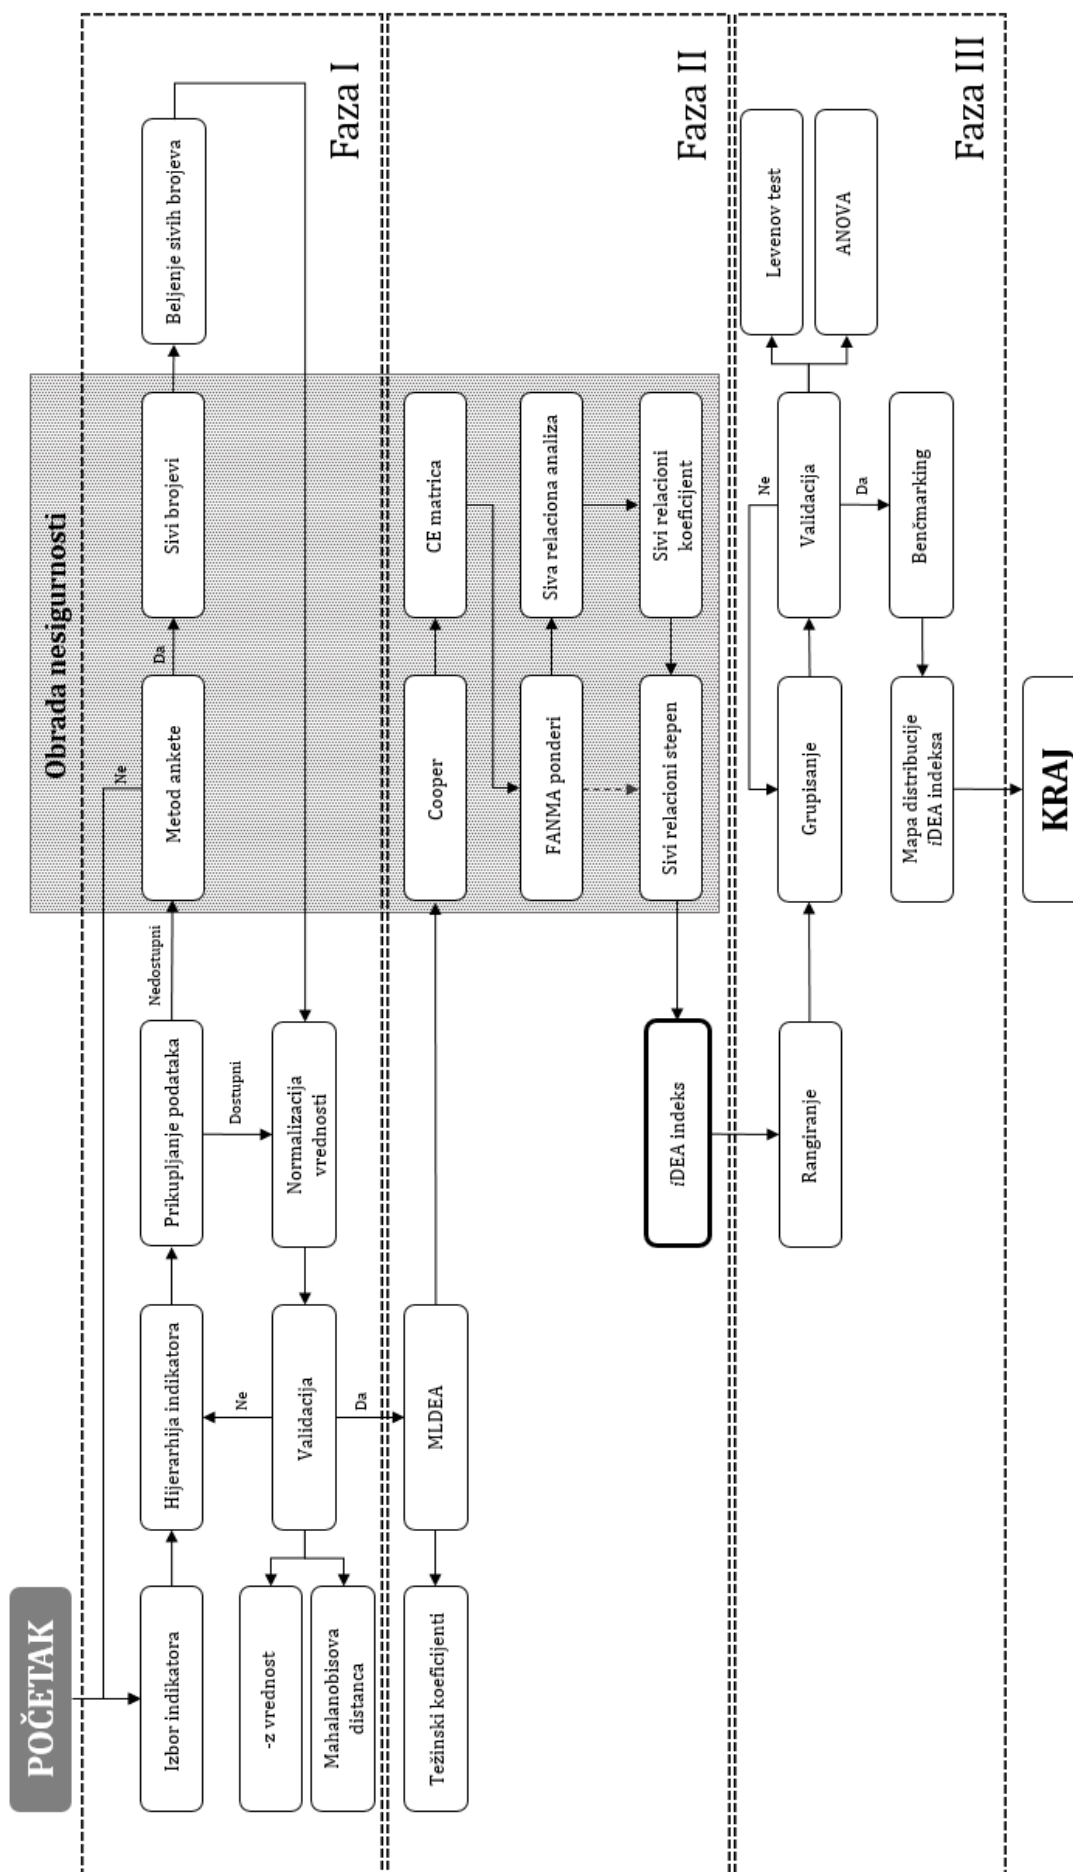 POČETAK
Obrada nesigurnosti
Faza I
Izbor indikatora
Hijerarhija indikatora
Prikupljanje podataka
Nedostupni
Metod ankete
Ne
Da
Sivi brojevi
Beljenje sivih brojeva
Dostupni
-z vrednost
Mahalanobisova
distanca
Validacija
Ne
Da
Normalizacija
vrednosti
Faza II
Težinski koeficijenti
MLDEA
Cooper
CE matrica
FANMA ponderi
Siva relaciona analiza
Sivi relacioni stepen
Sivi relacioni
koeficijent
iDEA indeks
Faza III
Rangiranje
Grupisanje
Validacija
Ne
Da
Levenov test
ANOVA
Mapa distribucije
iDEA indeksa
Benčmarking
KRAJ